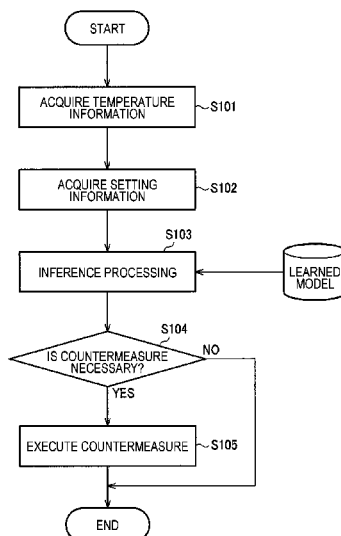 START
ACQUIRE TEMPERATURE
INFORMATION
S101
ACQUIRE SETTING
INFORMATION
S102
S103
INFERENCE PROCESSING
LEARNED
MODEL
S104
IS COUNTERMEASURE
NECESSARY?
NO
YES
EXECUTE COUNTERMEASURE
S105
END